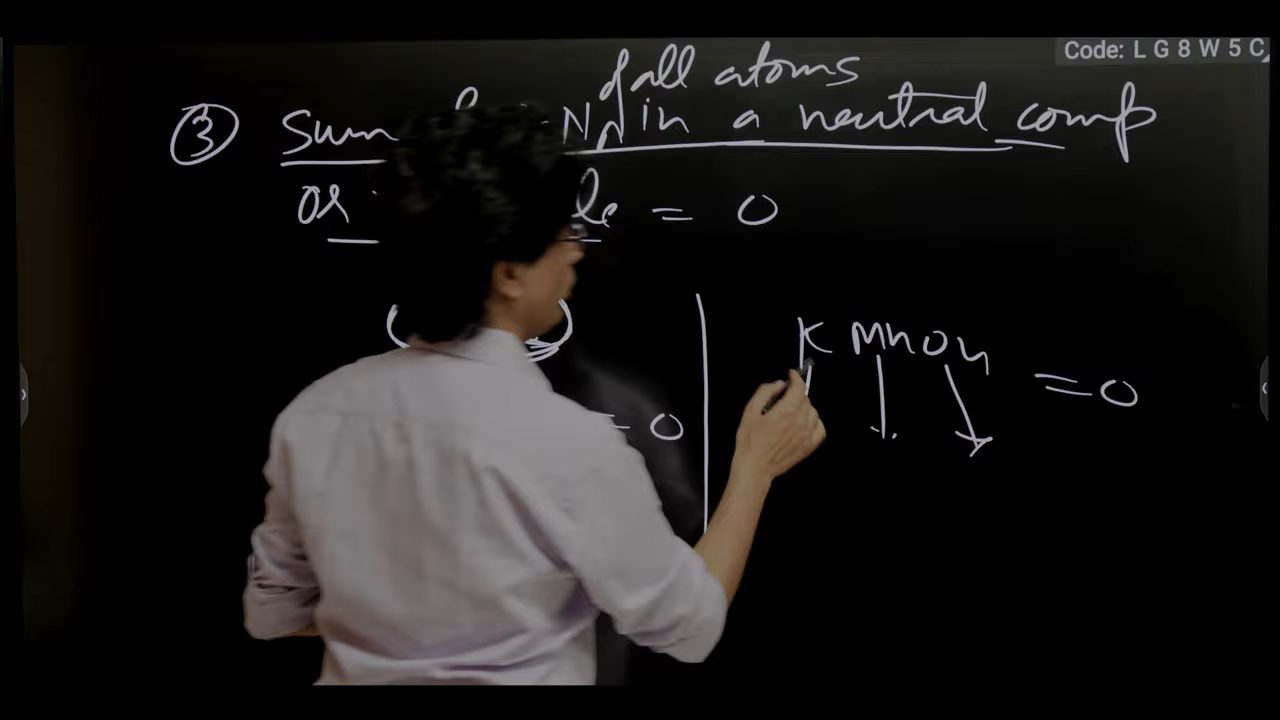 Code: L G 8 W 5 C
of all atoms
③ Sum in a neutral comp
or = 0
KMnO4 = 0
= 0